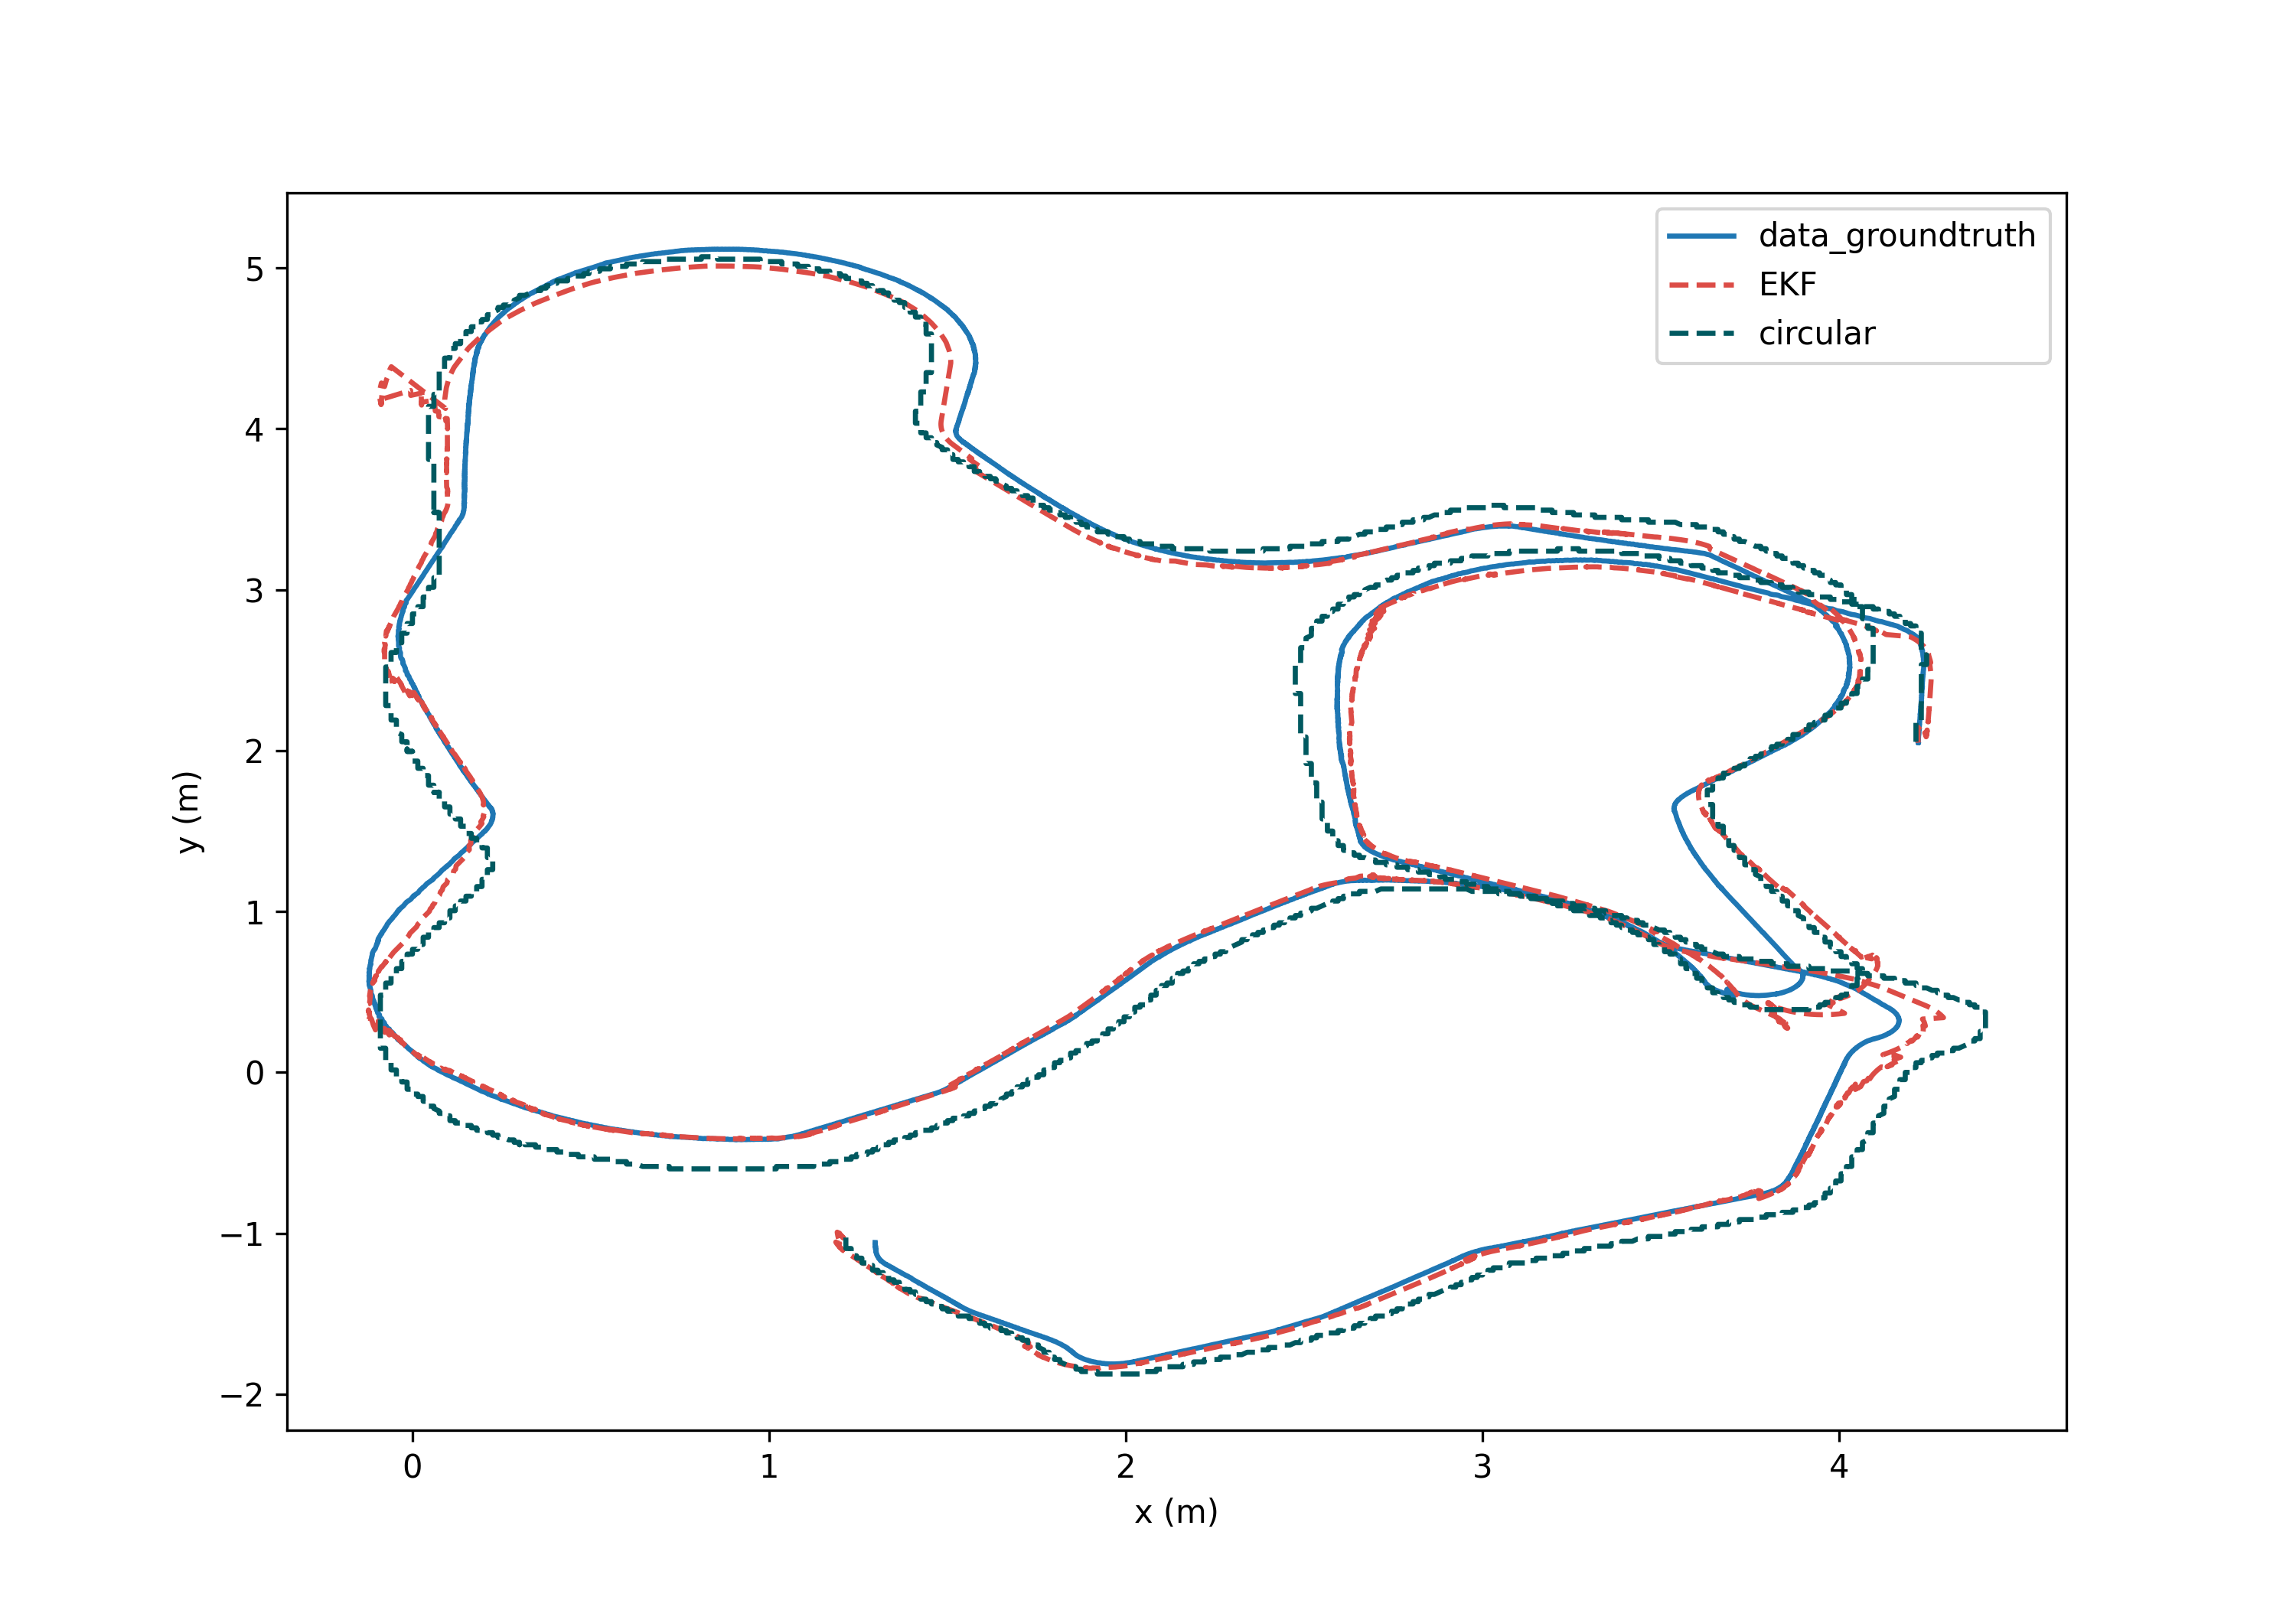 data_groundtruth
EKF
circular
5
4
3
2
1
0
−1
−2
y (m)
0 1 2 3 4
x (m)